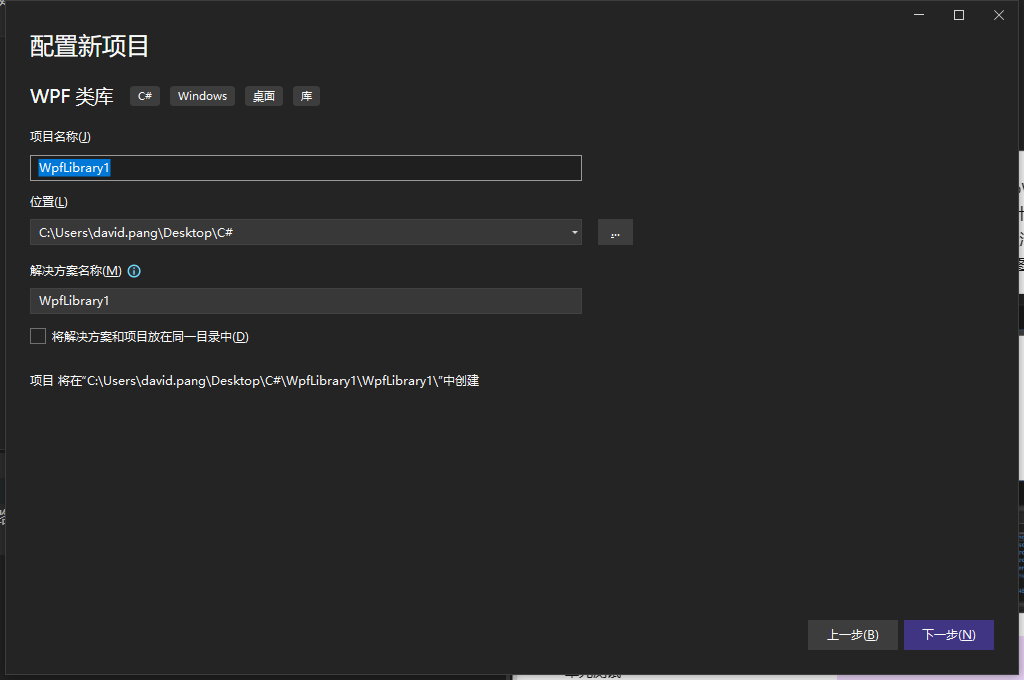 配置新项目
WPF 类库 C# Windows 桌面 库
项目名称(J)
WpfLibrary1
位置(L)
C:\Users\david.pang\Desktop\C#
...
解决方案名称(M)
WpfLibrary1
将解决方案和项目放在同一目录中(D)
项目 将在“C:\Users\david.pang\Desktop\C#\WpfLibrary1\WpfLibrary1\”中创建
上一步(B) 下一步(N)